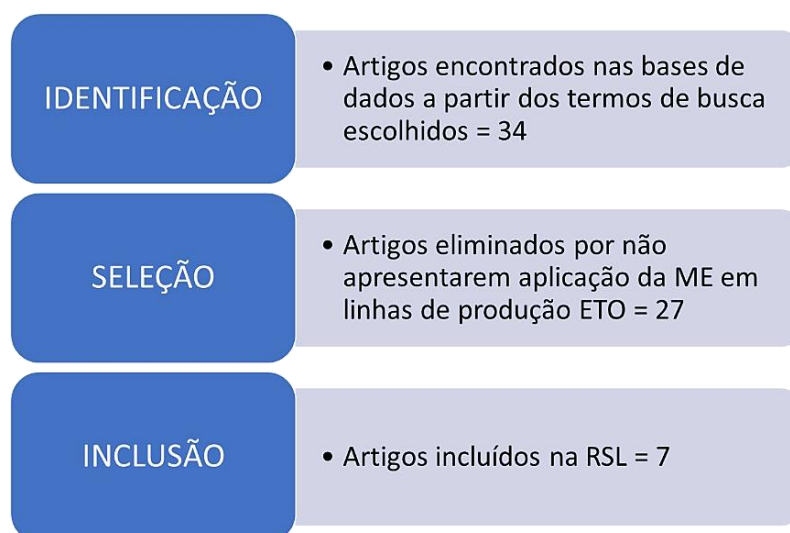 IDENTIFICAÇÃO
• Artigos encontrados nas bases de
dados a partir dos termos de busca
escolhidos = 34
SELEÇÃO
• Artigos eliminados por não
apresentarem aplicação da ME em
linhas de produção ETO = 27
INCLUSÃO
• Artigos incluídos na RSL = 7